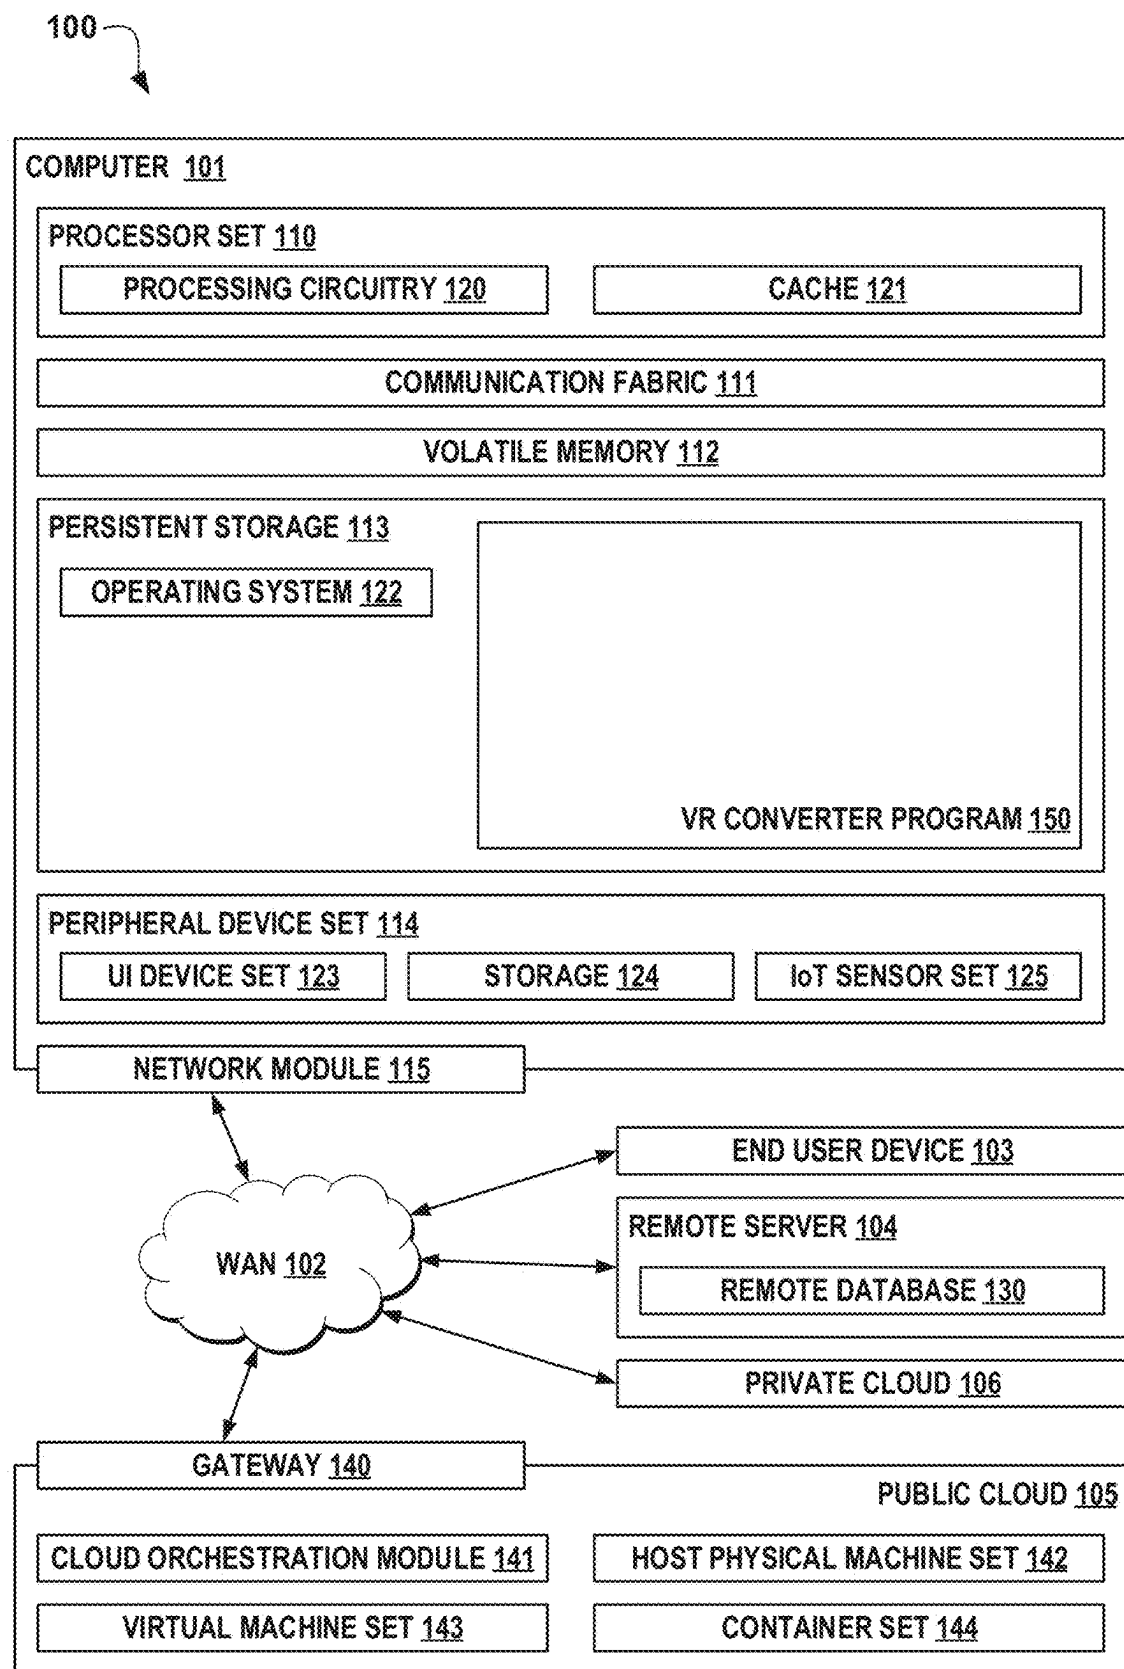 100
COMPUTER 101
PROCESSOR SET 110
PROCESSING CIRCUITRY 120
CACHE 121
COMMUNICATION FABRIC 111
VOLATILE MEMORY 112
PERSISTENT STORAGE 113
OPERATING SYSTEM 122
VR CONVERTER PROGRAM 150
PERIPHERAL DEVICE SET 114
UI DEVICE SET 123
STORAGE 124
IoT SENSOR SET 125
NETWORK MODULE 115
END USER DEVICE 103
REMOTE SERVER 104
WAN 102
REMOTE DATABASE 130
PRIVATE CLOUD 106
GATEWAY 140
PUBLIC CLOUD 105
CLOUD ORCHESTRATION MODULE 141
HOST PHYSICAL MACHINE SET 142
VIRTUAL MACHINE SET 143
CONTAINER SET 144